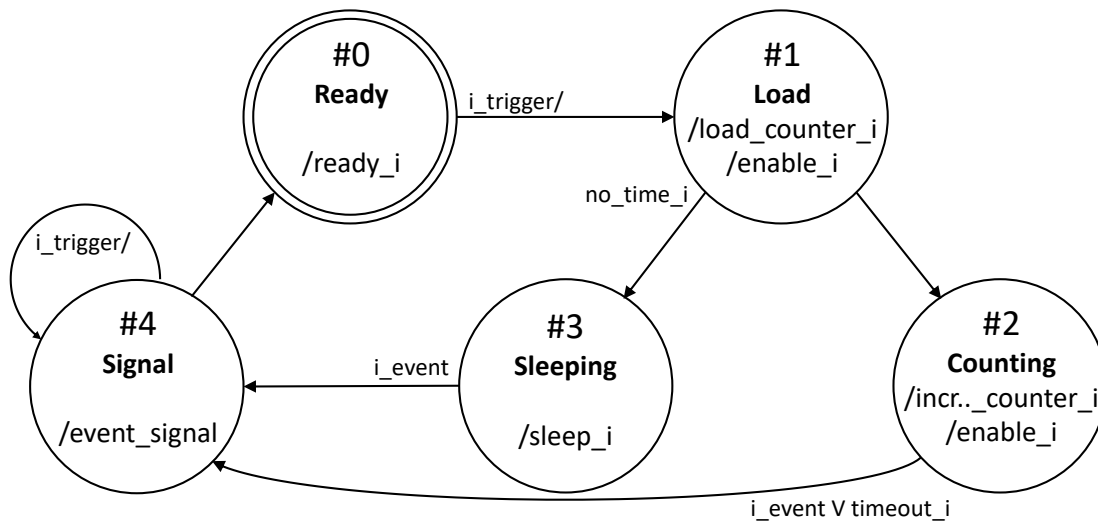 #0
Ready
/ready_i
i_trigger/
#1
Load
/load_counter_i
/enable_i
no_time_i
i_trigger/
#4
Signal
/event_signal
i_event
#3
Sleeping
/sleep_i
#2
Counting
/incr.._counter_i
/enable_i
i_event V timeout_i